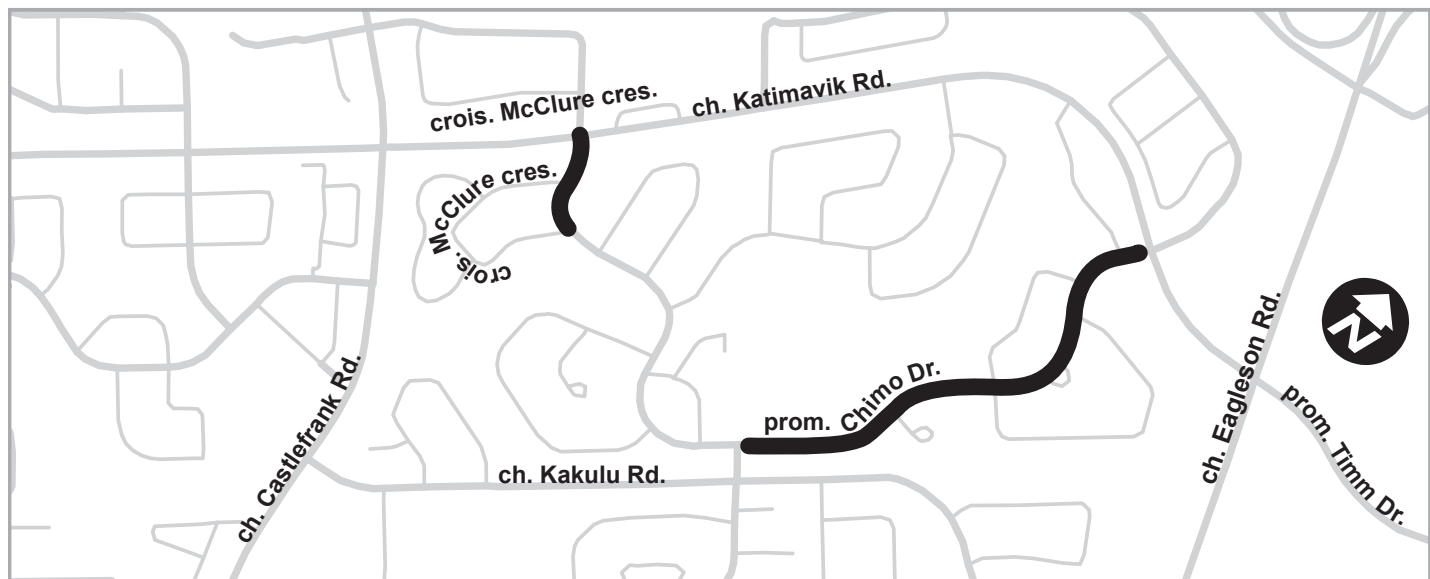 crois. McClure cres.
ch. Katimavik Rd.
crois. McClure cres.
ch. Castlefrank Rd.
prom. Chimo Dr.
ch. Kakulu Rd.
ch. Eagleson Rd.
prom. Timm Dr.
N